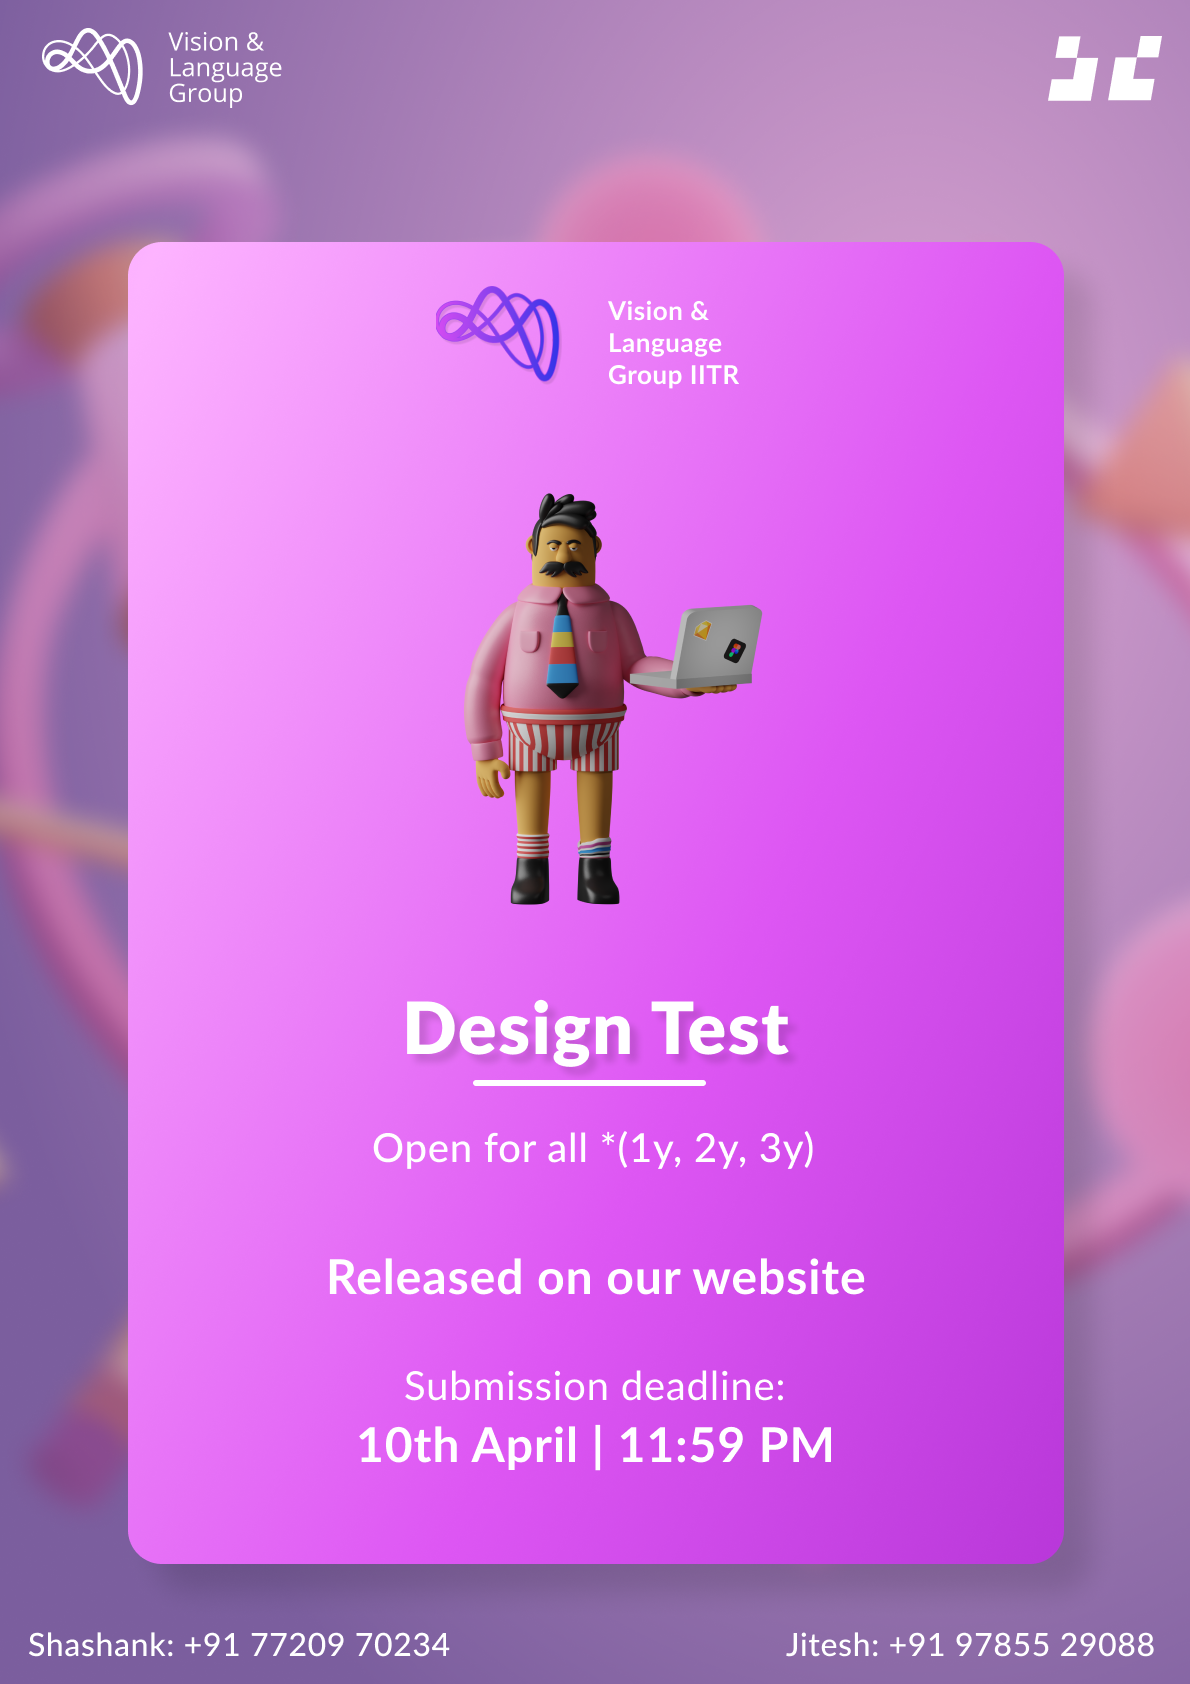 Vision &
Language
Group
Vision &
Language
Group IITR
Design Test
Open for all *(1y, 2y, 3y)
Released on our website
Submission deadline:
10th April | 11:59 PM
Shashank: +91 77209 70234
Jitesh: +91 97855 29088